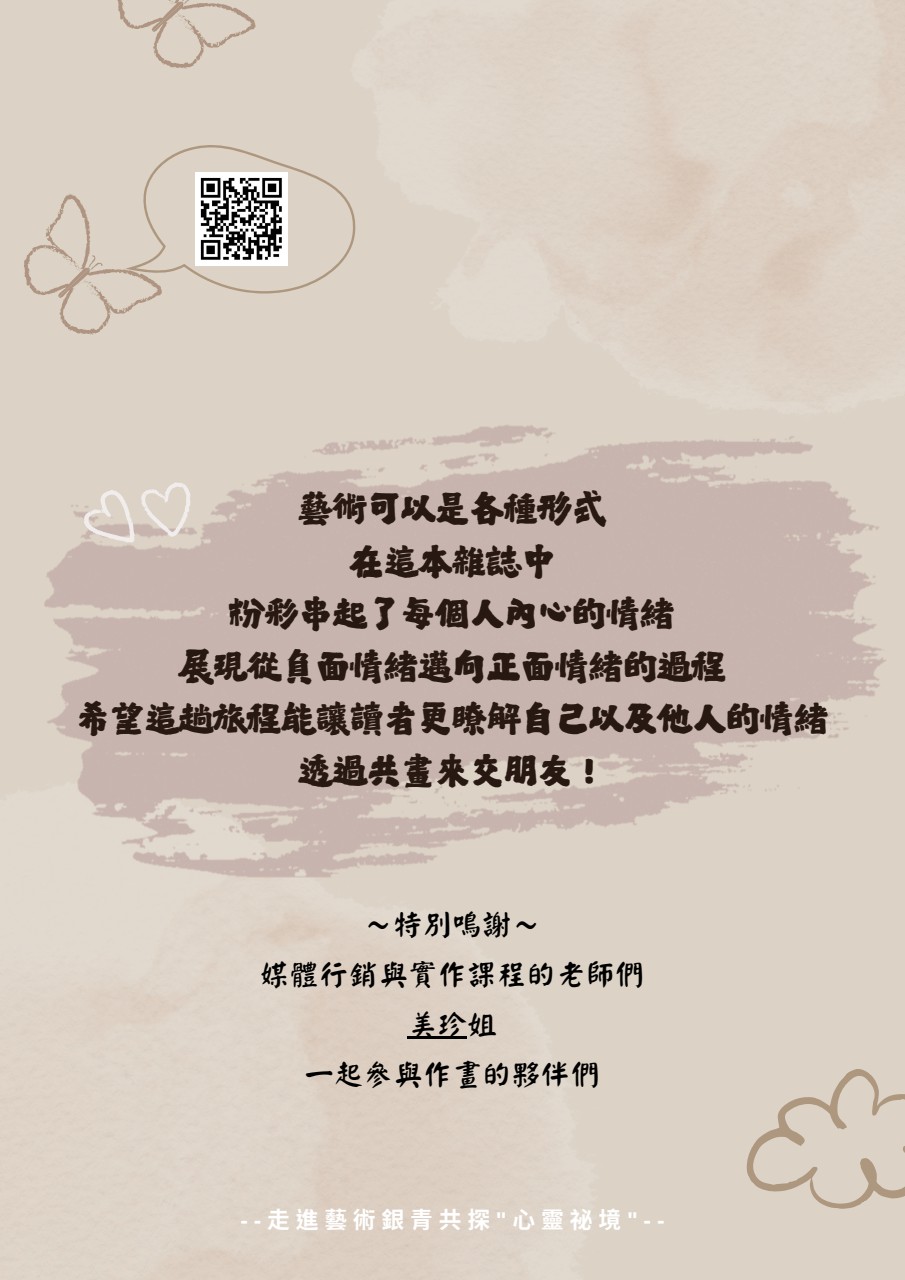 藝術可以是各種形式
在這本雜誌中
粉彩串起了每個人內心的情緒
展現從負面情緒邁向正面情緒的過程
希望這趟旅程能讓讀者更瞭解自己以及他人的情緒
透過共畫來交朋友！
～特別鳴謝～
媒體行銷與實作課程的老師們
美珍姐
一起參與作畫的夥伴們
--走進藝術銀青共探"心靈祕境"--